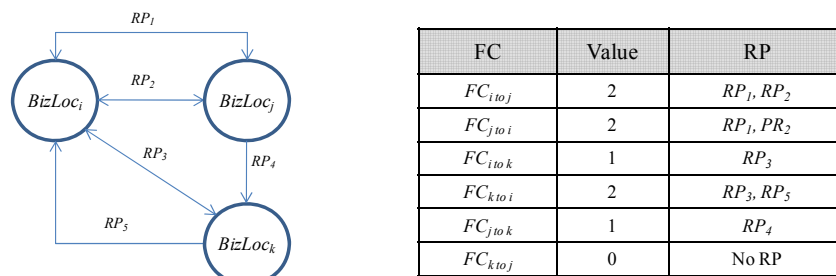 RP1
BizLoci
RP2
BizLocj
RP3
RP4
RP5
BizLock
FC Value RP
FCi to j 2 RP1, RP2
FCj to i 2 RP1, PR2
FCi to k 1 RP3
FCk to i 2 RP3, RP5
FCj to k 1 RP4
FCk to j 0 No RP